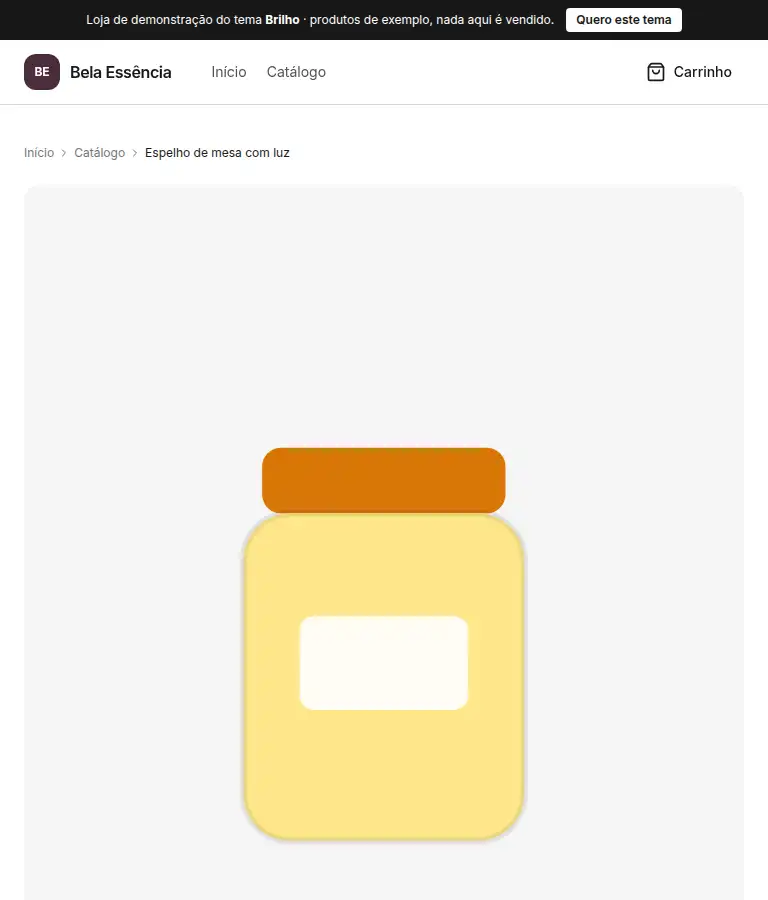 Loja de demonstração do tema Brilho · produtos de exemplo, nada aqui é vendido. Quero este tema
BE Bela Essência Início Catálogo Carrinho
Início > Catálogo > Espelho de mesa com luz